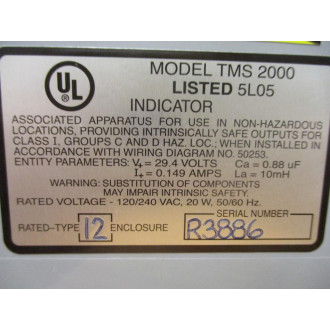 UL
MODEL TMS 2000
LISTED 5L05
INDICATOR
ASSOCIATED APPARATUS FOR USE IN NON-HAZARDOUS
LOCATIONS, PROVIDING INTRINSICALLY SAFE OUTPUTS FOR
CLASS I, GROUPS C AND D HAZ. LOC.; WHEN INSTALLED IN
ACCORDANCE WITH WIRING DIAGRAM NO. 50253.
ENTITY PARAMETERS: V+ = 29.4 VOLTS Ca = 0.88 uF
I+ = 0.149 AMPS La = 10mH
WARNING: SUBSTITUTION OF COMPONENTS
MAY IMPAIR INTRINSIC SAFETY.
RATED VOLTAGE - 120/240 VAC, 20 W, 50/60 Hz.
SERIAL NUMBER
RATED-TYPE 12 ENCLOSURE R3886